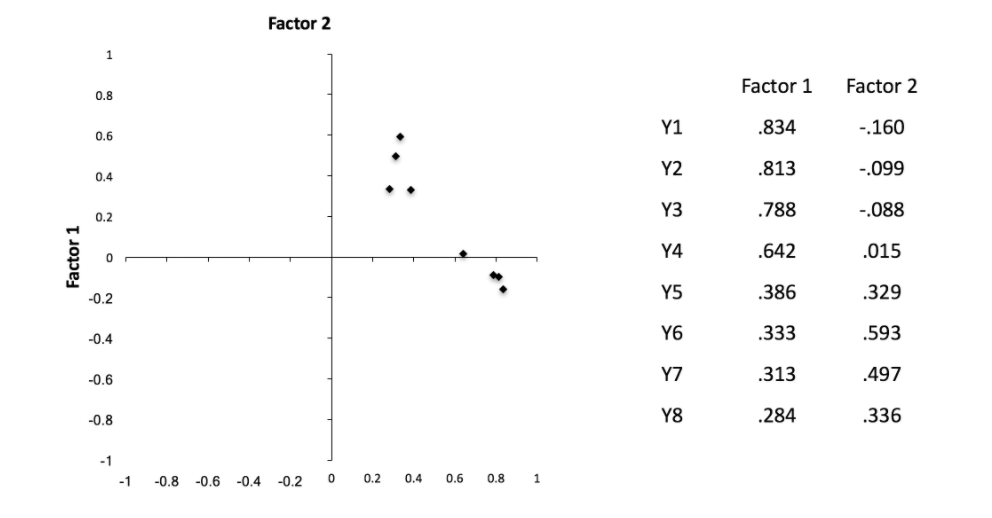 Factor 2
1
0.8
0.6
0.4
0.2
0
-0.2
-0.4
-0.6
-0.8
-1
Factor 1
-1 -0.8 -0.6 -0.4 -0.2 0 0.2 0.4 0.6 0.8 1
Factor 1 Factor 2
Y1 .834 -.160
Y2 .813 -.099
Y3 .788 -.088
Y4 .642 .015
Y5 .386 .329
Y6 .333 .593
Y7 .313 .497
Y8 .284 .336